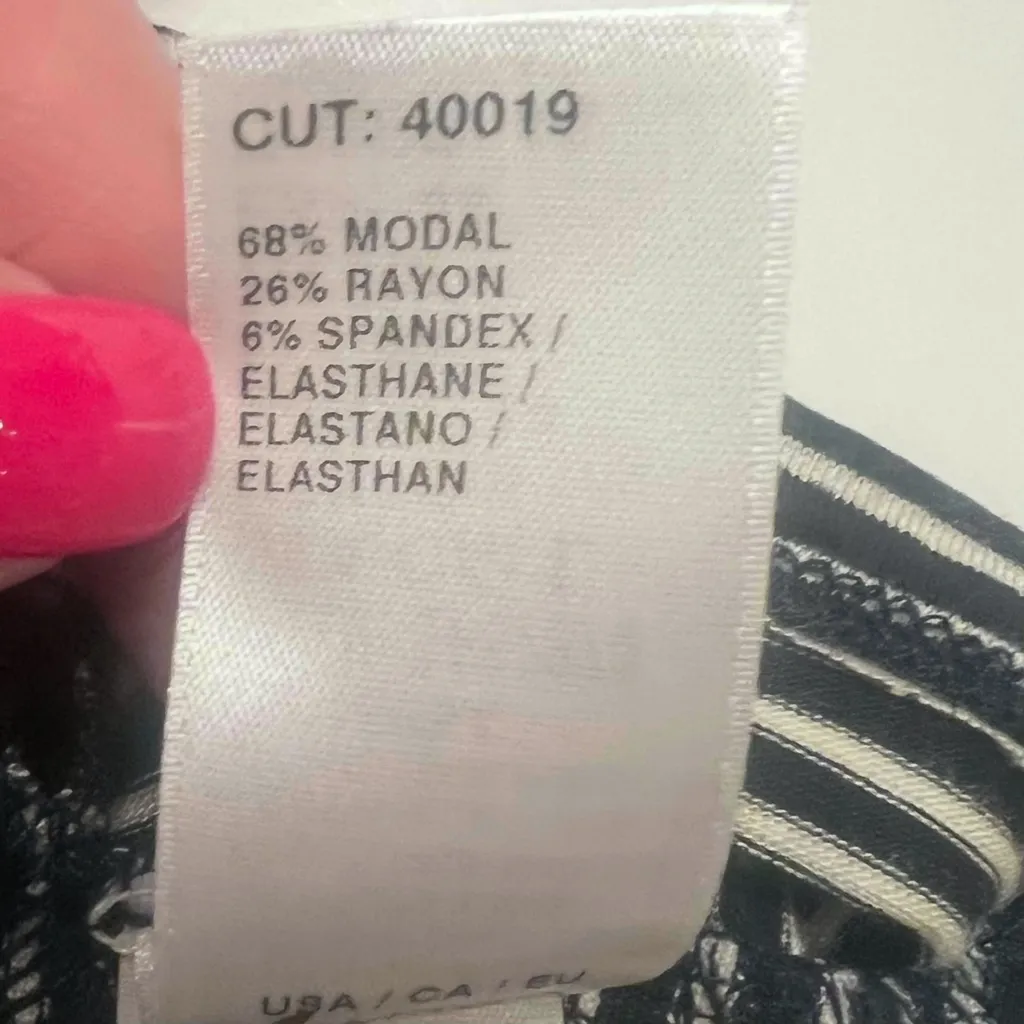 CUT: 40019
68% MODAL
26% RAYON
6% SPANDEX /
ELASTHANE /
ELASTANO /
ELASTHAN
USA / CA / EU